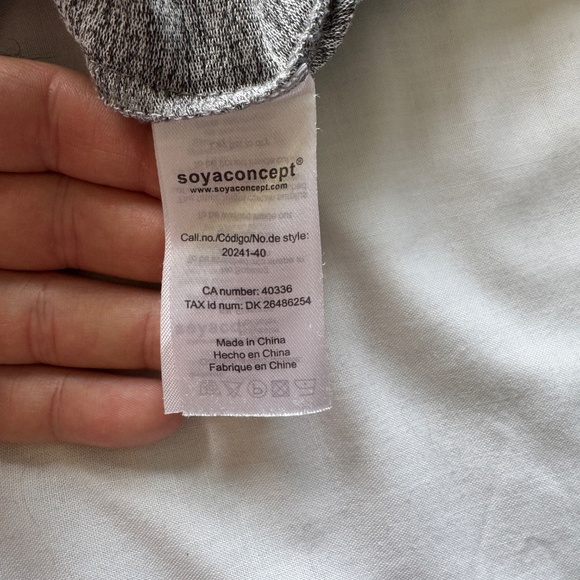 soyaconcept®
www.soyaconcept.com
Call.no./Código/No.de style:
20241-40
CA number: 40336
TAX id num: DK 26486254
Made in China
Hecho en China
Fabrique en Chine